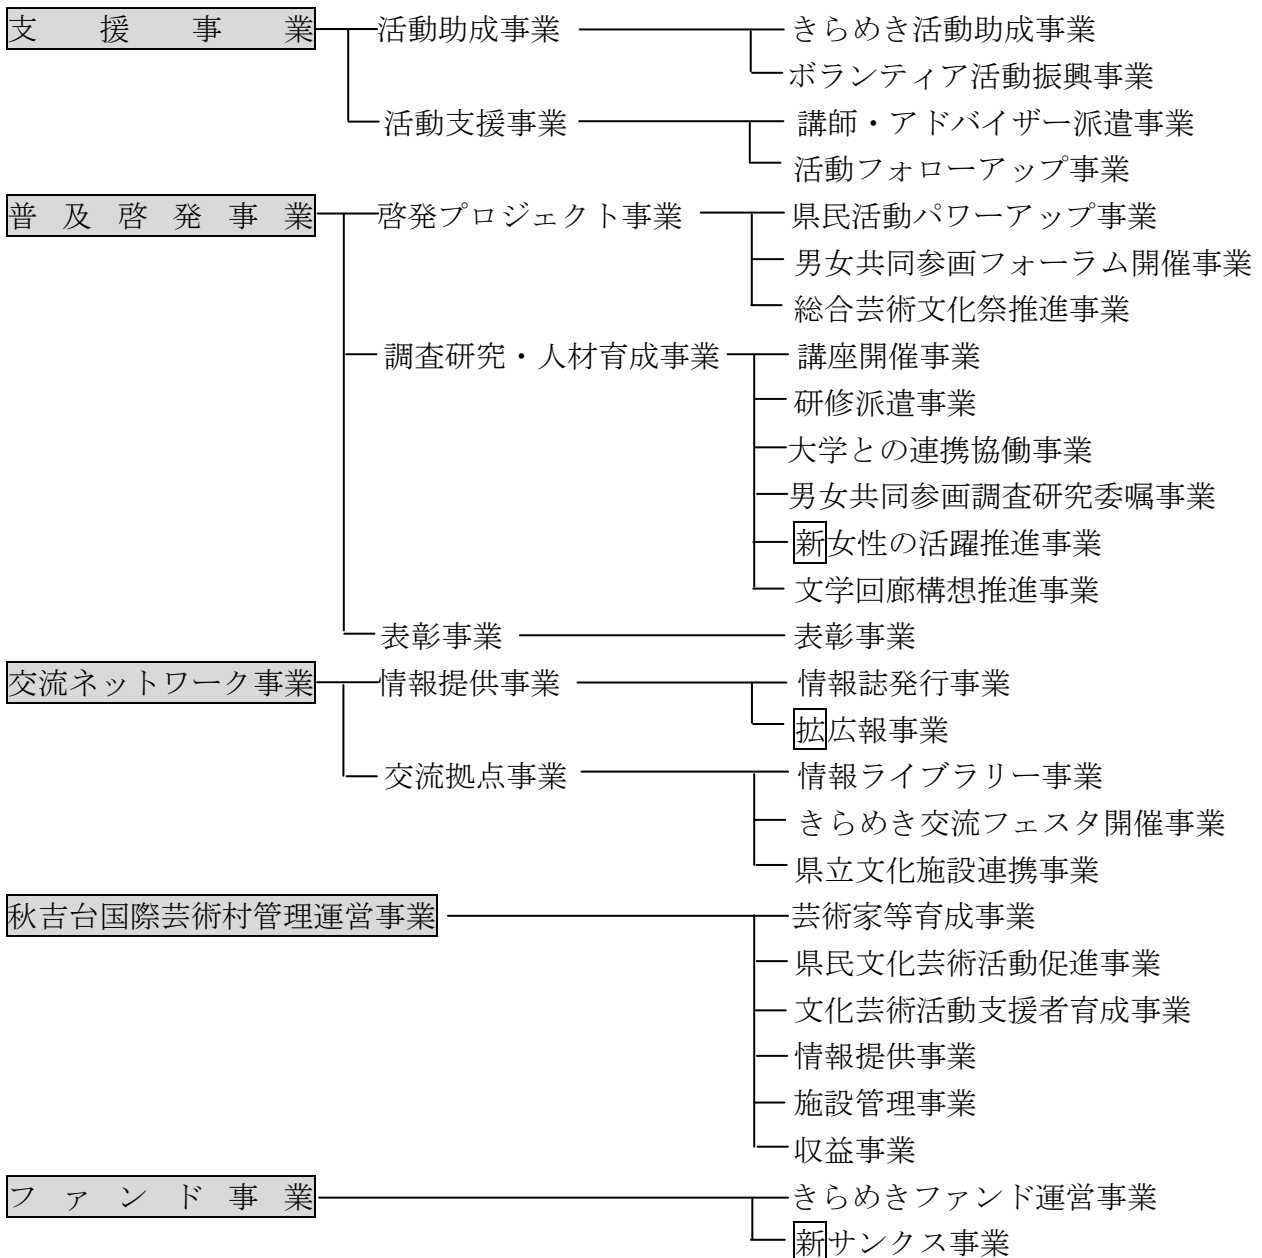 支援事業 活動助成事業 きらめき活動助成事業
ボランティア活動振興事業
活動支援事業 講師・アドバイザー派遣事業
活動フォローアップ事業
普及啓発事業 啓発プロジェクト事業 県民活動パワーアップ事業
男女共同参画フォーラム開催事業
総合芸術文化祭推進事業
調査研究・人材育成事業 講座開催事業
研修派遣事業
大学との連携協働事業
男女共同参画調査研究委嘱事業
新女性の活躍推進事業
文学回廊構想推進事業
表彰事業 表彰事業
交流ネットワーク事業 情報提供事業 情報誌発行事業
拡広報事業
交流拠点事業 情報ライブラリー事業
きらめき交流フェスタ開催事業
県立文化施設連携事業
秋吉台国際芸術村管理運営事業 芸術家等育成事業
県民文化芸術活動促進事業
文化芸術活動支援者育成事業
情報提供事業
施設管理事業
収益事業
ファンド事業 きらめきファンド運営事業
新サンクス事業